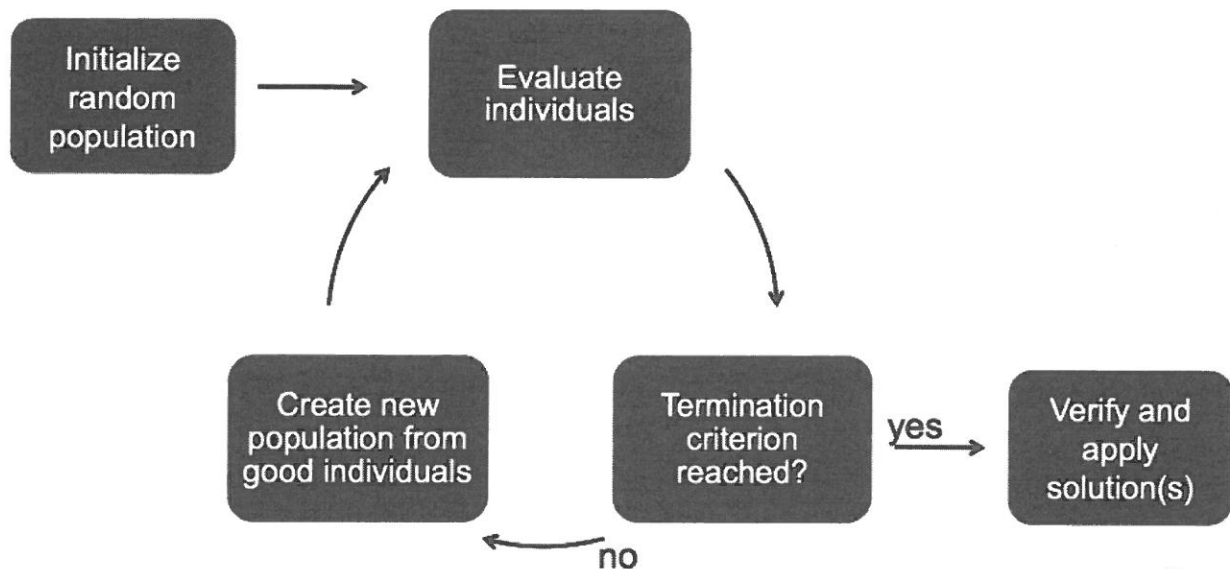 Initialize
random
population
Evaluate
individuals
Create new
population from
good individuals
Termination
criterion
reached?
yes
Verify and
apply
solution(s)
no